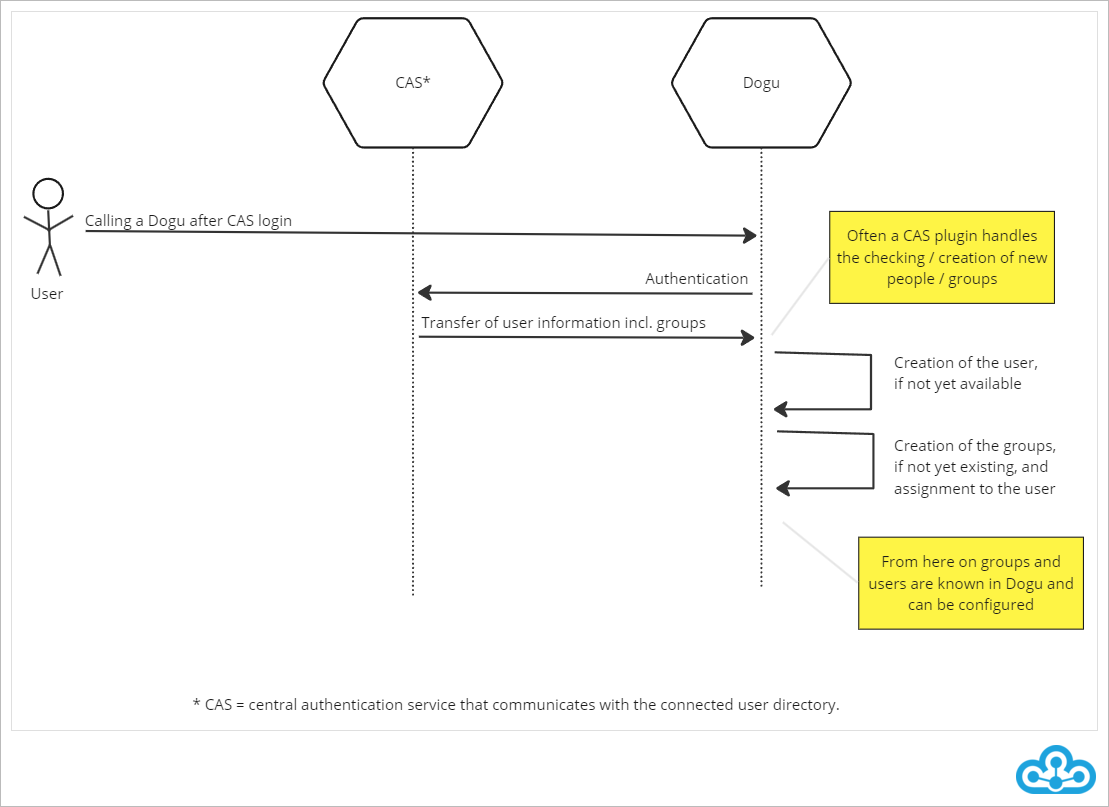 CAS*
Dogu
Calling a Dogu after CAS login
User
Often a CAS plugin handles
the checking / creation of new
people / groups
Authentication
Transfer of user information incl. groups
Creation of the user,
if not yet available
Creation of the groups,
if not yet existing, and
assignment to the user
From here on groups and
users are known in Dogu and
can be configured
* CAS = central authentication service that communicates with the connected user directory.